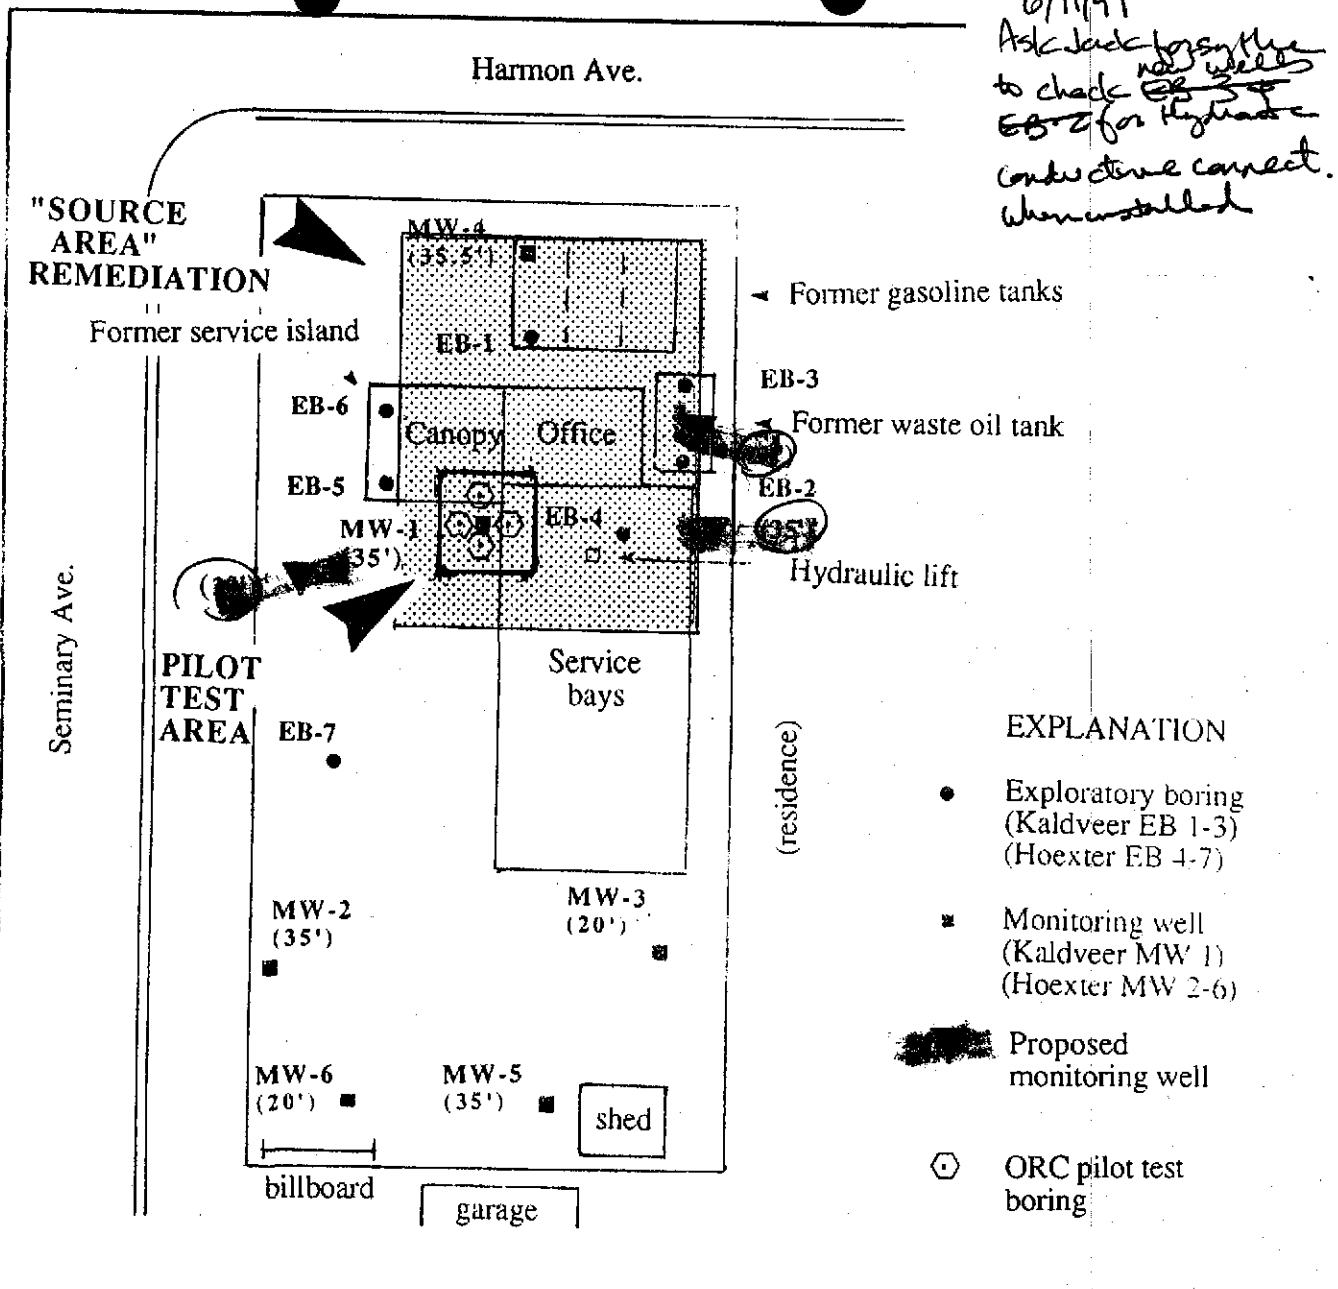 6/11/97
Ask Jack
to check new wells
EB-3 &
EB-2 for Hydraulic
conductive connect.
when installed
Harmon Ave.
"SOURCE
AREA"
REMEDIATION
MW-4
(35.5')
Former gasoline tanks
Former service island
EB-1
EB-3
EB-6
Canopy
Office
Former waste oil tank
EB-5
EB-2
MW-1
(35')
EB-4
(35')
Hydraulic lift
Seminary Ave.
PILOT
TEST
AREA
Service
bays
EB-7
(residence)
EXPLANATION
Exploratory boring
(Kaldveer EB 1-3)
(Hoexter EB 4-7)
MW-2
(35')
MW-3
(20')
Monitoring well
(Kaldveer MW 1)
(Hoexter MW 2-6)
Proposed
monitoring well
MW-6
(20')
MW-5
(35')
shed
ORC pilot test
boring
billboard
garage